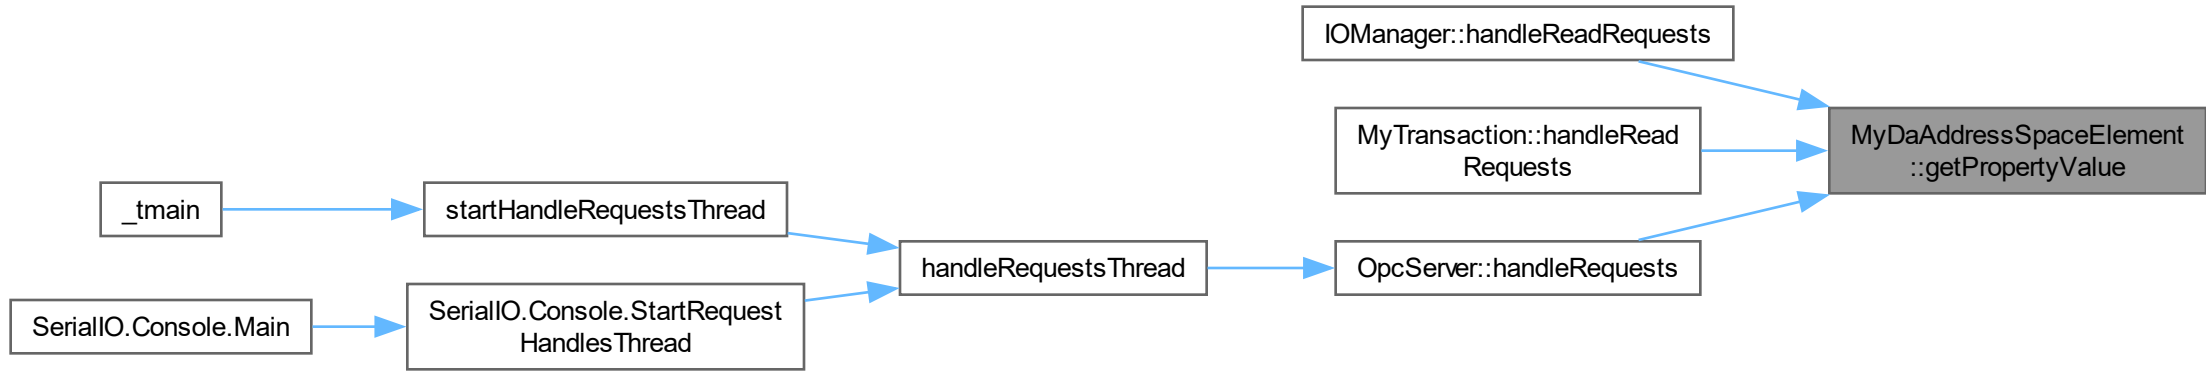 IOManager::handleReadRequests
MyDaAddressSpaceElement
::getPropertyValue
MyTransaction::handleRead
Requests
_tmain
startHandleRequestsThread
handleRequestsThread
OpcServer::handleRequests
SerialIO.Console.Main
SerialIO.Console.StartRequest
HandlesThread